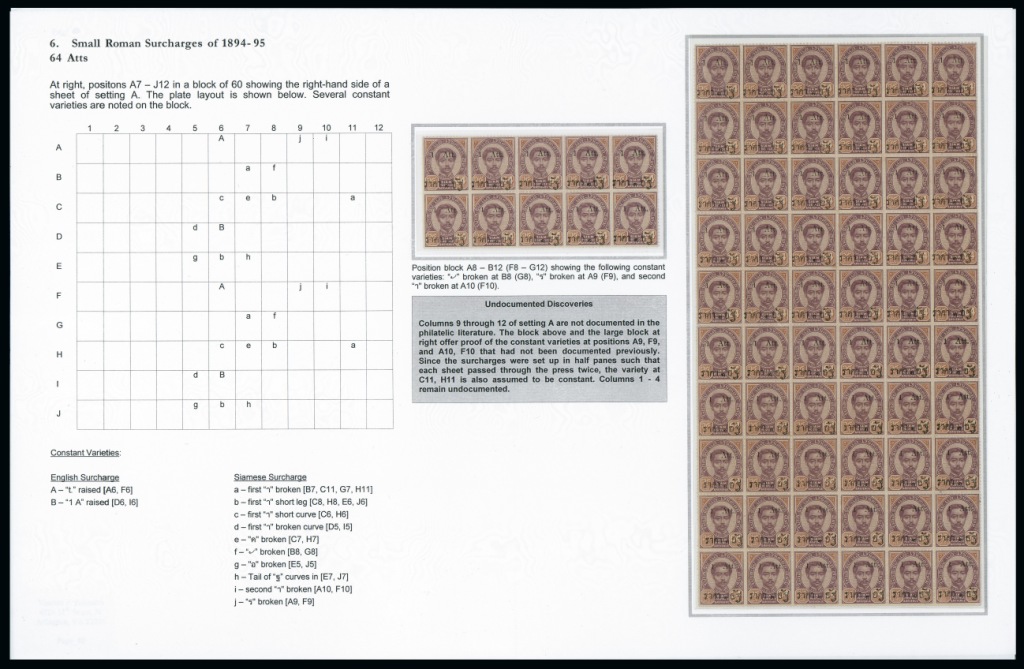 6. Small Roman Surcharges of 1894-95
64 Atts
At right, positons A7 – J12 in a block of 60 showing the right-hand side of a
sheet of setting A. The plate layout is shown below. Several constant
varieties are noted on the block.
1 2 3 4 5 6 7 8 9 10 11 12
A A j i
B a f
C c e b a
D d B
E g b h
F A j i
G a f
H c e b a
I d B
J g b h
Constant Varieties:
English Surcharge
A – "t." raised [A6, F6]
B – "1 A" raised [D6, I6]
Siamese Surcharge
a – first "า" broken [B7, C11, G7, H11]
b – first "า" short leg [C8, H8, E6, J6]
c – first "า" short curve [C6, H6]
d – first "า" broken curve [D5, I5]
e – "ค" broken [C7, H7]
f – broken [B8, G8]
g – "อ" broken [E5, J5]
h – Tail of "ฐ" curves in [E7, J7]
i – second "า" broken [A10, F10]
j – "ร" broken [A9, F9]
Position block A8 – B12 (F8 – G12) showing the following constant
varieties: broken at B8 (G8), "ร" broken at A9 (F9), and second
"า" broken at A10 (F10).
Undocumented Discoveries
Columns 9 through 12 of setting A are not documented in the
philatelic literature. The block above and the large block at
right offer proof of the constant varieties at positions A9, F9,
and A10, F10 that had not been documented previously.
Since the surcharges were set up in half panes such that
each sheet passed through the press twice, the variety at
C11, H11 is also assumed to be constant. Columns 1 - 4
remain undocumented.